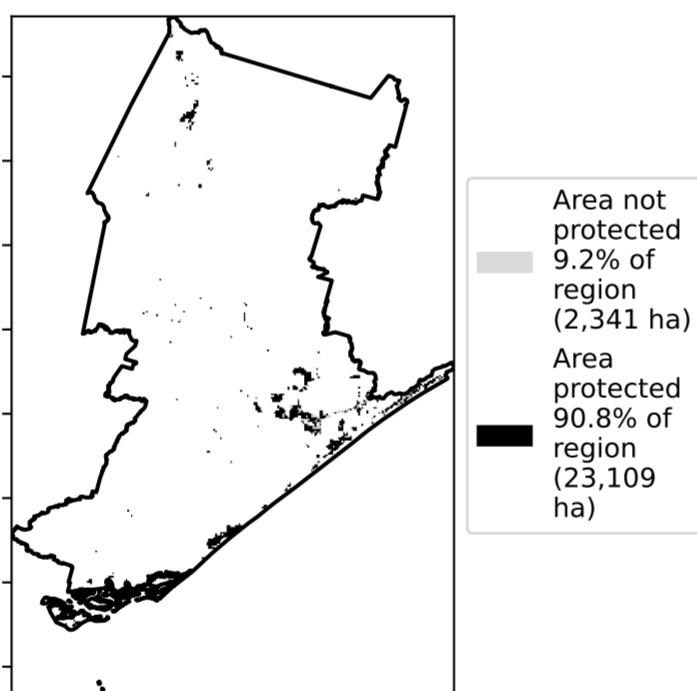 Area not
protected
9.2% of
region
(2,341 ha)
Area
protected
90.8% of
region
(23,109
ha)